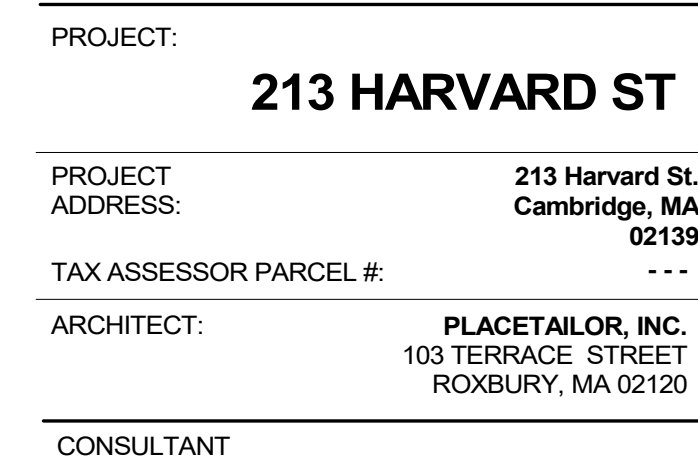 PROJECT:
213 HARVARD ST
PROJECT 213 Harvard St.
ADDRESS: Cambridge, MA
02139
TAX ASSESSOR PARCEL #: - - -
ARCHITECT: PLACETAILOR, INC.
103 TERRACE STREET
ROXBURY, MA 02120
CONSULTANT